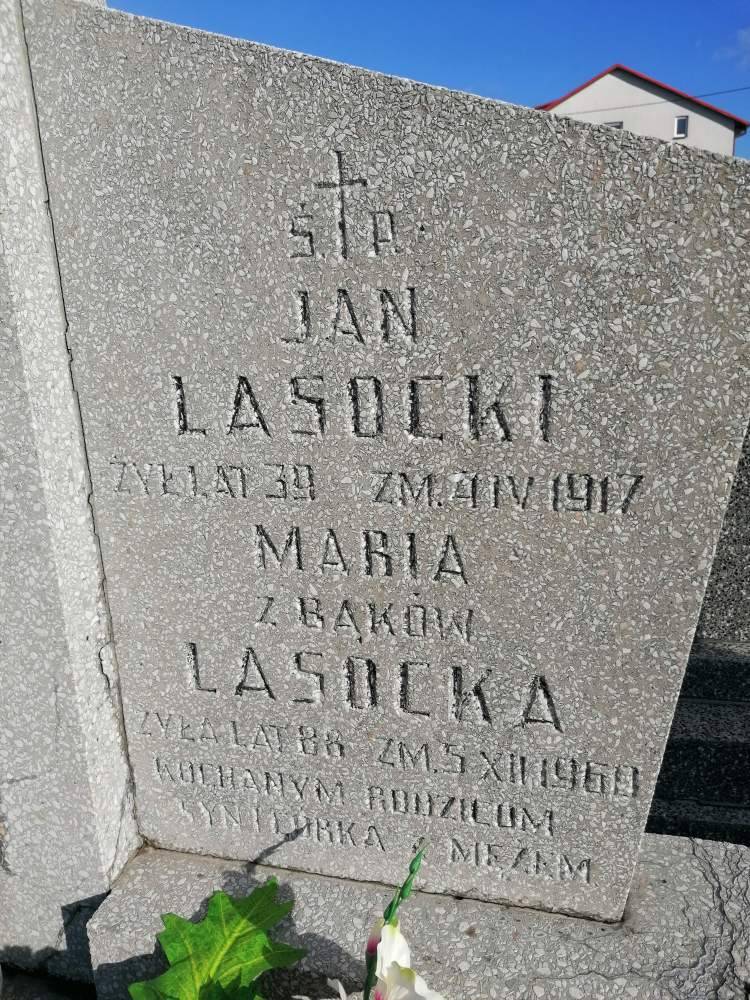 Ś. P.
JAN
LASOCKI
ŻYŁ LAT 39 ZM. 4 IV 1917
MARIA
Z BĄKÓW
LASOCKA
ŻYŁA LAT 88 ZM. 5 XII 1969
KOCHANYM RODZICOM
SYN I CÓRKA Z MĘŻEM